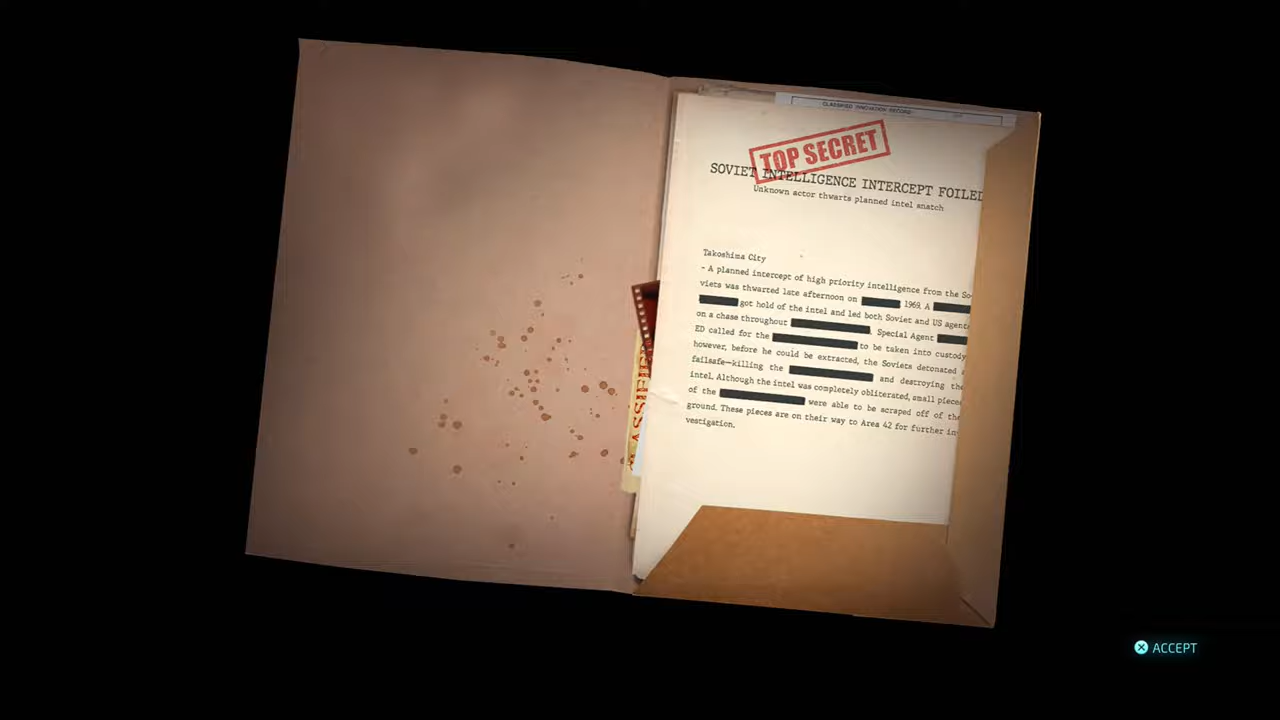 CLASSIFIED INNOVATION RECORD
TOP SECRET
SOVIET INTELLIGENCE INTERCEPT FOILED
Unknown actor thwarts planned intel snatch
Takoshima City
- A planned intercept of high priority intelligence from the So-
viets was thwarted late afternoon on 1969. A
got hold of the intel and led both Soviet and US agents
on a chase throughout . Special Agent
ED called for the to be taken into custody
however, before he could be extracted, the Soviets detonated a
failsafe—killing the and destroying the
intel. Although the intel was completely obliterated, small pieces
of the were able to be scraped off of the
ground. These pieces are on their way to Area 42 for further in-
vestigation.
ASSIFIED
ACCEPT